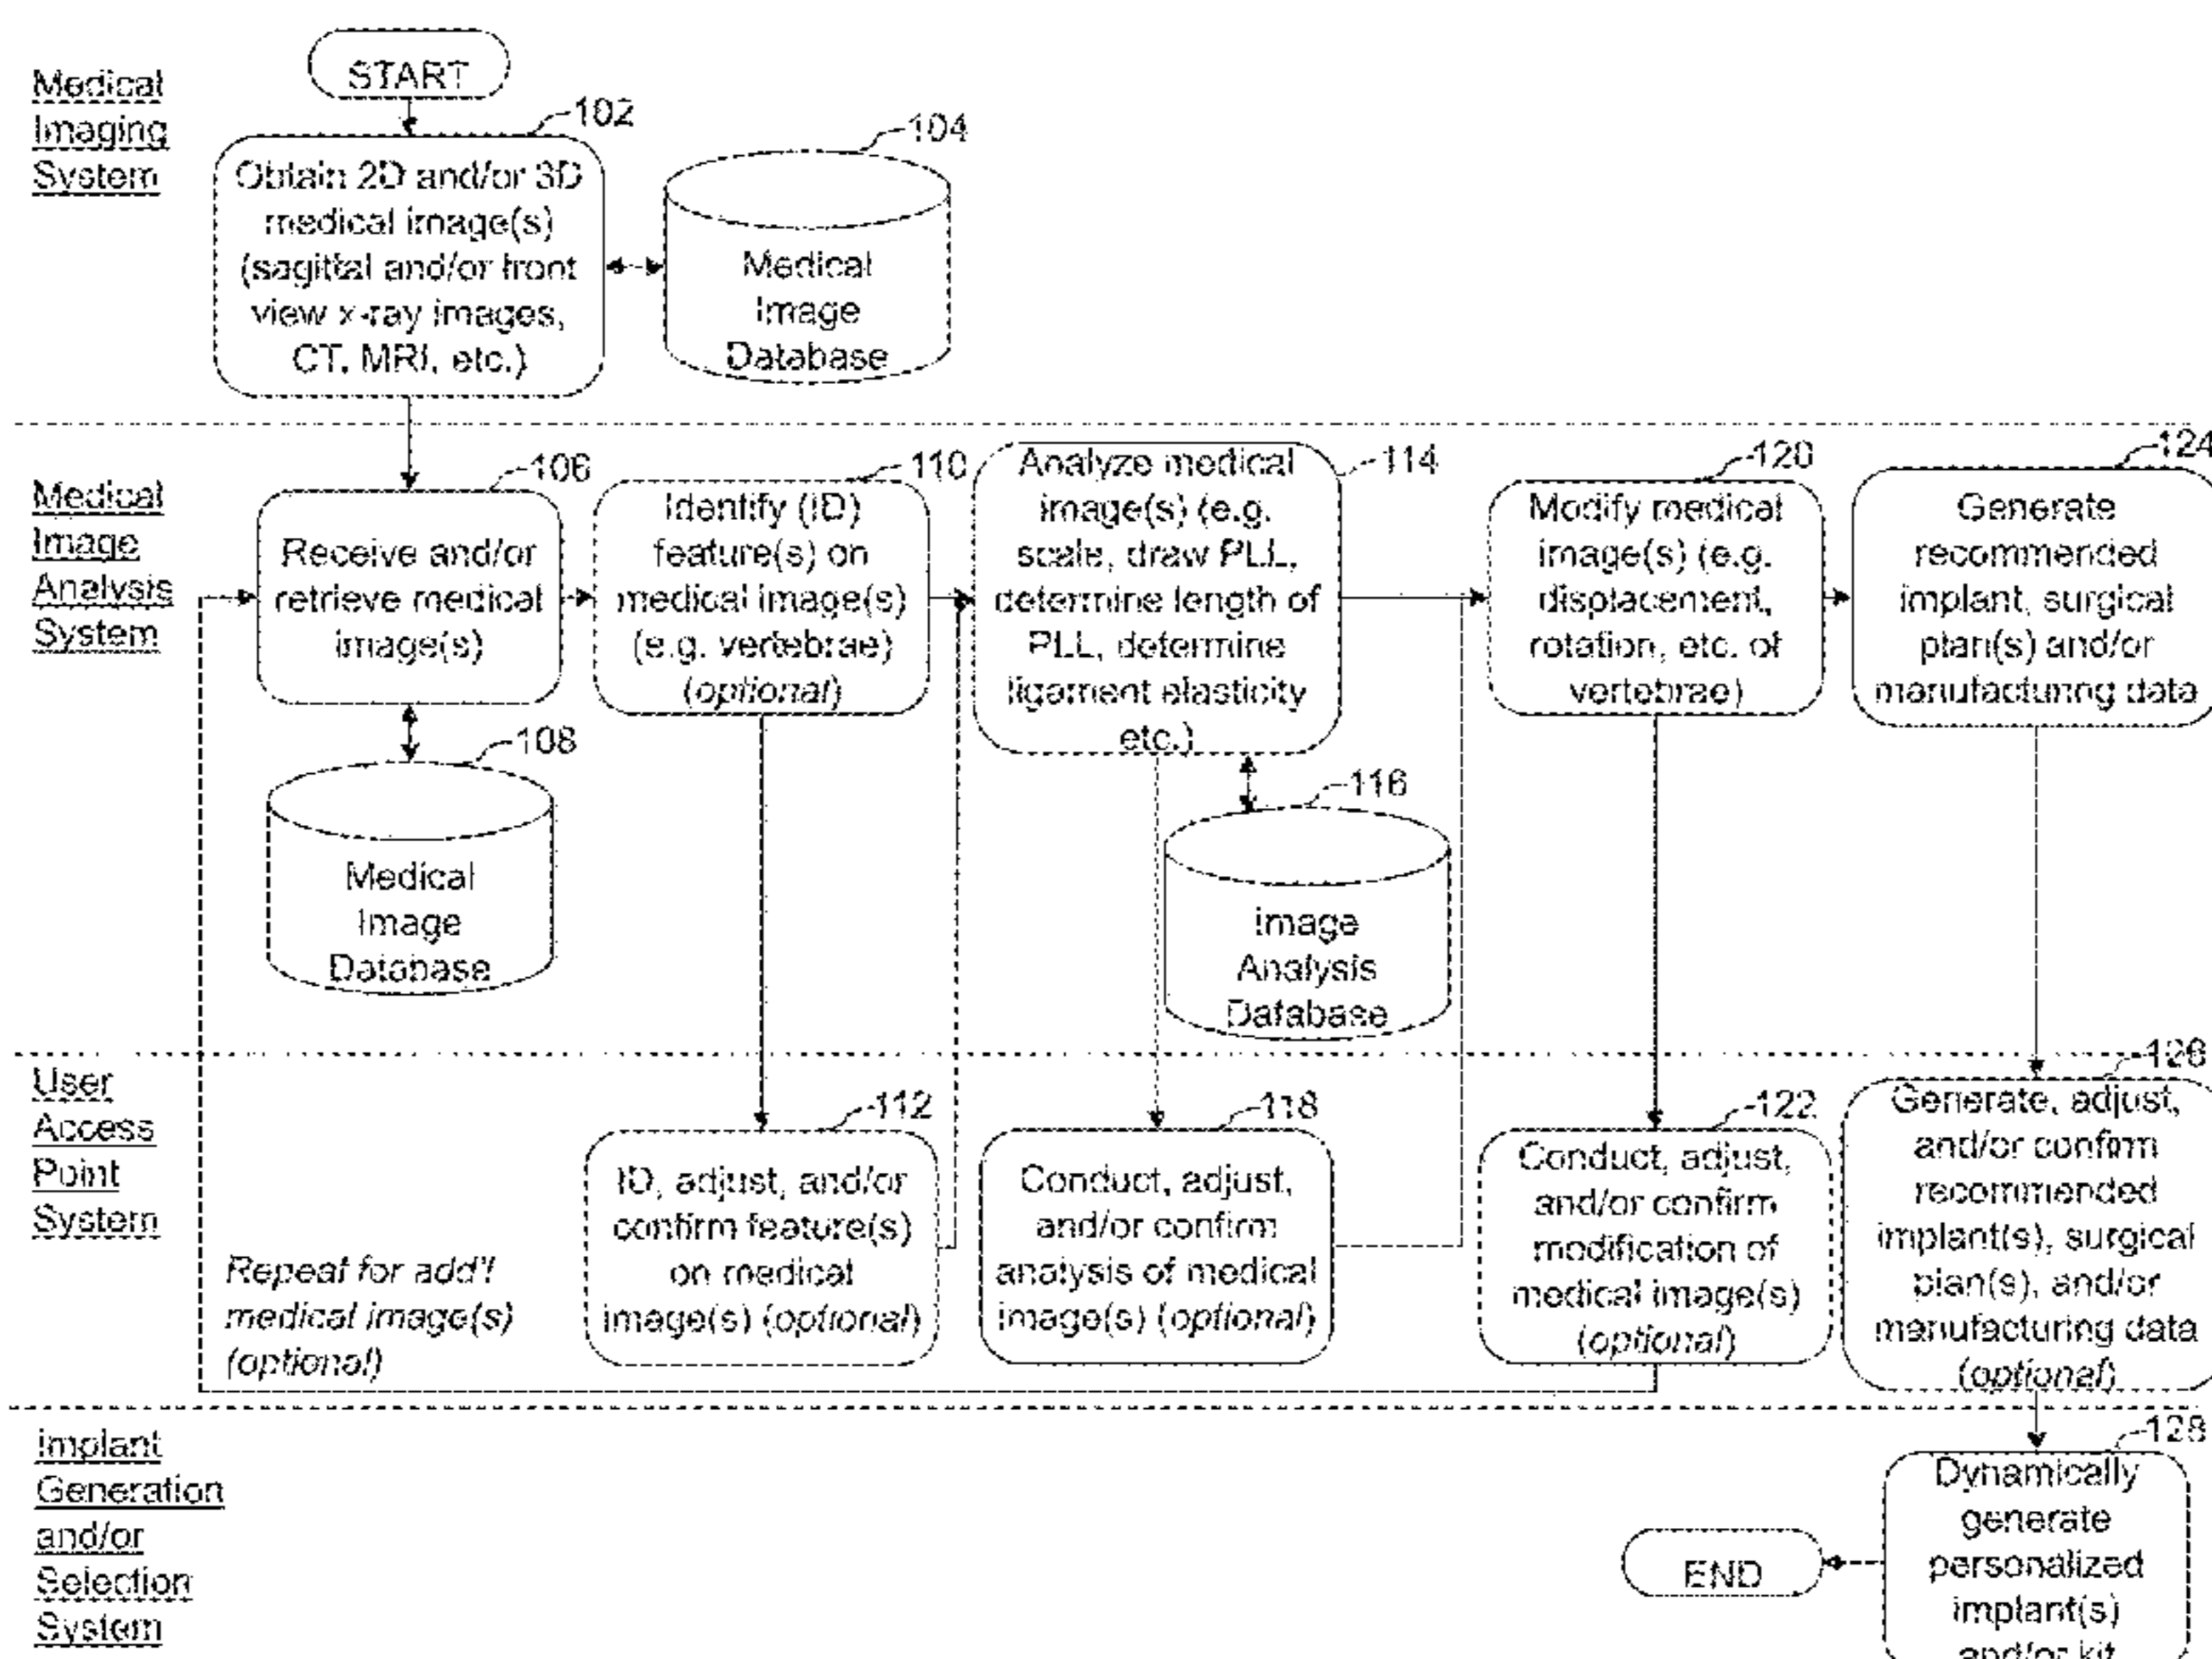 Medical
Imaging
System
START
102
Obtain 2D and/or 3D
medical image(s)
(sagittal and/or front
view x-ray images,
CT, MRI, etc.)
104
Medical
Image
Database
Medical
Image
Analysis
System
106
Receive and/or
retrieve medical
image(s)
108
Medical
Image
Database
110
Identify (ID)
feature(s) on
medical image(s)
(e.g. vertebrae)
(optional)
114
Analyze medical
image(s) (e.g.
scale, draw PLL,
determine length of
PLL, determine
ligament elasticity
etc.)
116
Image
Analysis
Database
120
Modify medical
image(s) (e.g.
displacement,
rotation, etc. of
vertebrae)
124
Generate
recommended
implant, surgical
plan(s) and/or
manufacturing data
User
Access
Point
System
Repeat for add'l
medical image(s)
(optional)
112
ID, adjust, and/or
confirm feature(s)
on medical
image(s) (optional)
118
Conduct, adjust,
and/or confirm
analysis of medical
image(s) (optional)
122
Conduct, adjust,
and/or confirm
modification of
medical image(s)
(optional)
126
Generate, adjust,
and/or confirm
recommended
implant(s), surgical
plan(s), and/or
manufacturing data
(optional)
Implant
Generation
and/or
Selection
System
128
Dynamically
generate
personalized
implant(s)
and/or kit
END